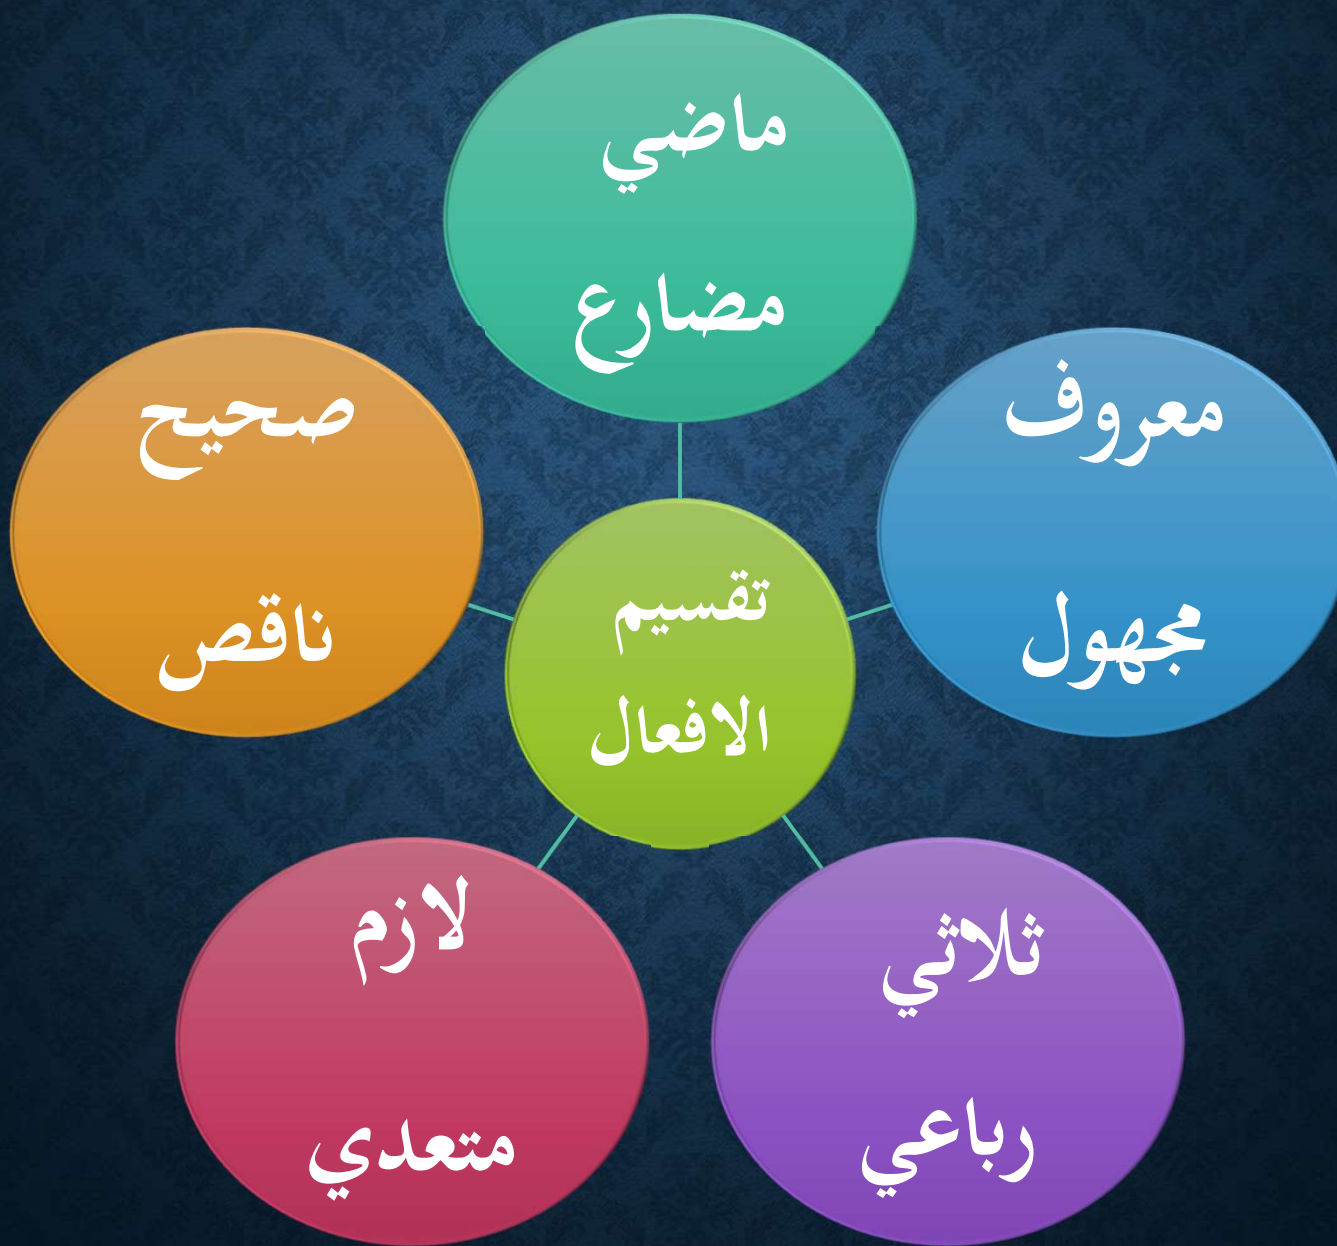 ماضي
مضارع
معروف
مجهول
صحيح
ناقص
تقسيم
الافعال
ثلاثي
رباعي
لازم
متعدي